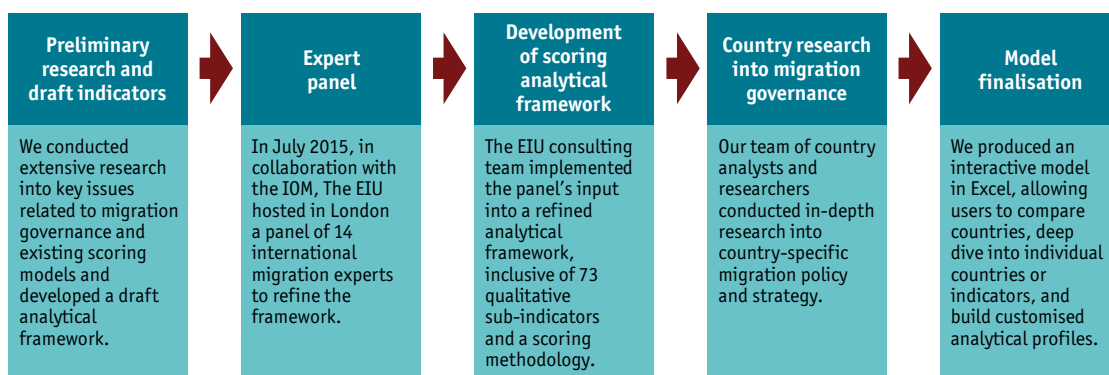 Preliminary
research and
draft indicators
We conducted
extensive research
into key issues
related to migration
governance and
existing scoring
models and
developed a draft
analytical
framework.
Expert
panel
In July 2015, in
collaboration with
the IOM, The EIU
hosted in London
a panel of 14
international
migration experts
to refine the
framework.
Development
of scoring
analytical
framework
The EIU consulting
team implemented
the panel's input
into a refined
analytical
framework,
inclusive of 73
qualitative
sub-indicators
and a scoring
methodology.
Country research
into migration
governance
Our team of country
analysts and
researchers
conducted in-depth
research into
country-specific
migration policy
and strategy.
Model
finalisation
We produced an
interactive model
in Excel, allowing
users to compare
countries, deep
dive into individual
countries or
indicators, and
build customised
analytical profiles.